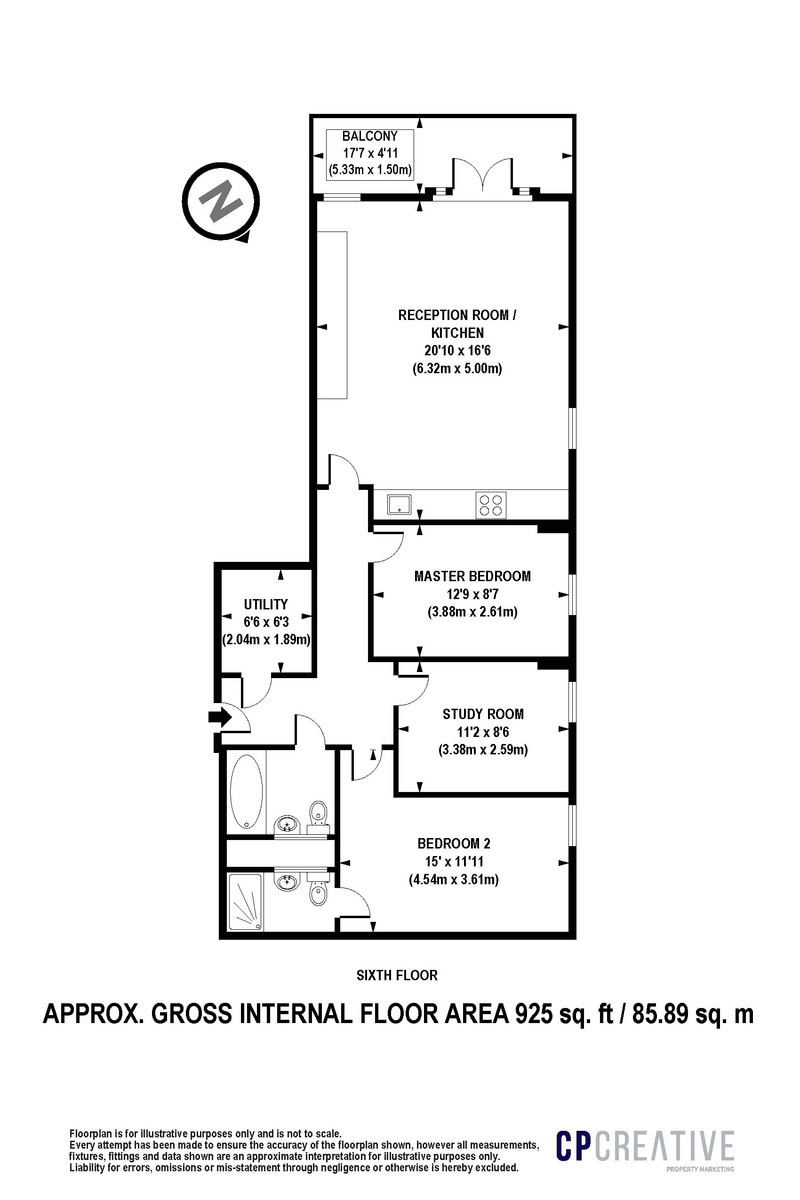 BALCONY
17'7 x 4'11
(5.33m x 1.50m)
N
RECEPTION ROOM /
KITCHEN
20'10 x 16'6
(6.32m x 5.00m)
MASTER BEDROOM
12'9 x 8'7
(3.88m x 2.61m)
UTILITY
6'6 x 6'3
(2.04m x 1.89m)
STUDY ROOM
11'2 x 8'6
(3.38m x 2.59m)
BEDROOM 2
15' x 11'11
(4.54m x 3.61m)
SIXTH FLOOR
APPROX. GROSS INTERNAL FLOOR AREA 925 sq. ft / 85.89 sq. m
Floorplan is for illustrative purposes only and is not to scale.
Every attempt has been made to ensure the accuracy of the floorplan shown, however all measurements,
fixtures, fittings and data shown are an approximate interpretation for illustrative purposes only.
Liability for errors, omissions or mis-statement through negligence or otherwise is hereby excluded.
CPCREATIVE
PROPERTY MARKETING